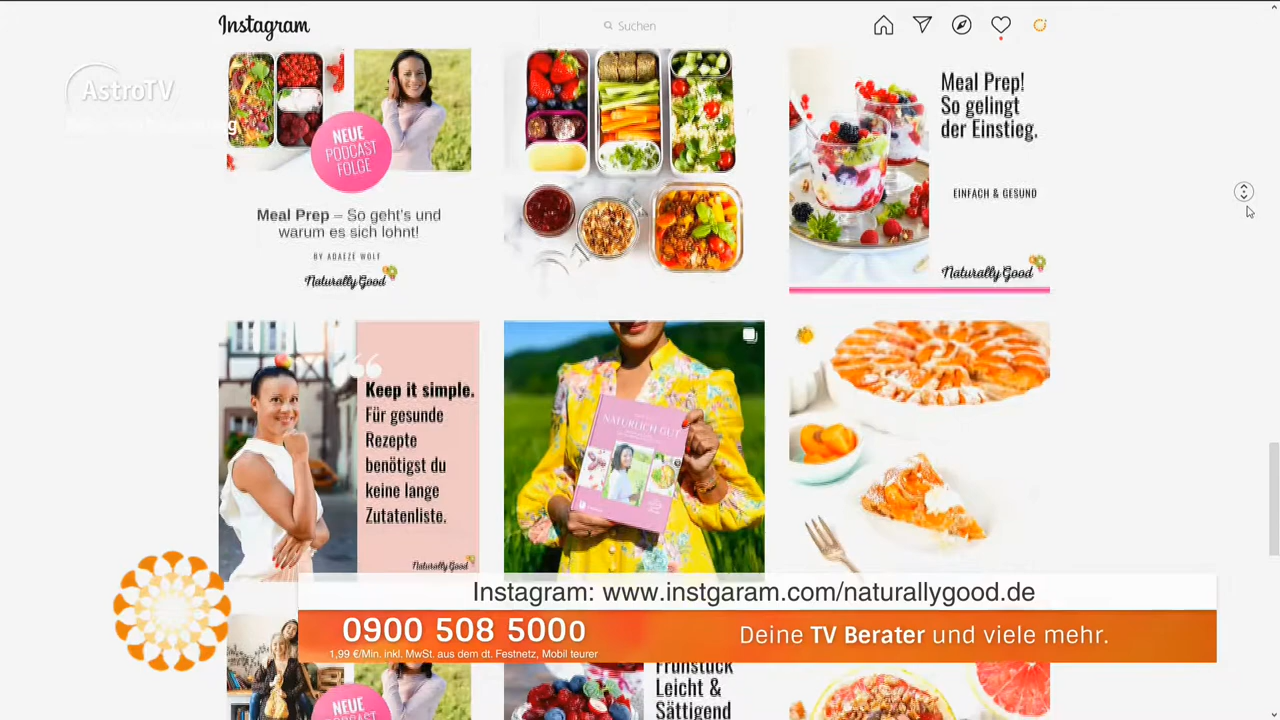 Instagram
Suchen
AstroTV
NEUE
PODCAST
FOLGE
Meal Prep – So geht's und
warum es sich lohnt!
BY ADAEZE WOLF
Naturally Good
Meal Prep!
So gelingt
der Einstieg.
EINFACH & GESUND
Naturally Good
Keep it simple.
Für gesunde
Rezepte
benötigst du
keine lange
Zutatenliste.
Naturally Good
NATÜRLICH GUT
Instagram: www.instgaram.com/naturallygood.de
0900 508 5000
1,99 €/Min. inkl. MwSt. aus dem dt. Festnetz, Mobil teurer
Deine TV Berater und viele mehr.
NEUE
PODCAST
Frühstück
Leicht &
Sättigend